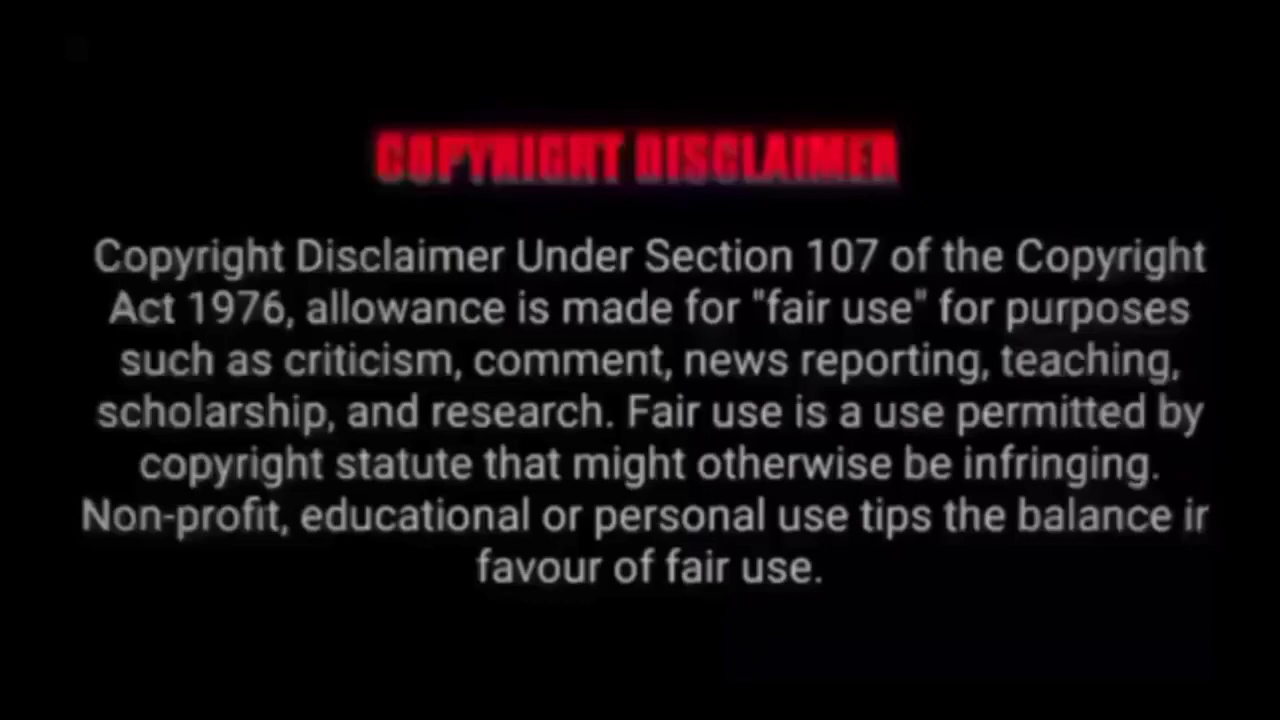 COPYRIGHT DISCLAIMER
Copyright Disclaimer Under Section 107 of the Copyright
Act 1976, allowance is made for "fair use" for purposes
such as criticism, comment, news reporting, teaching,
scholarship, and research. Fair use is a use permitted by
copyright statute that might otherwise be infringing.
Non-profit, educational or personal use tips the balance ir
favour of fair use.